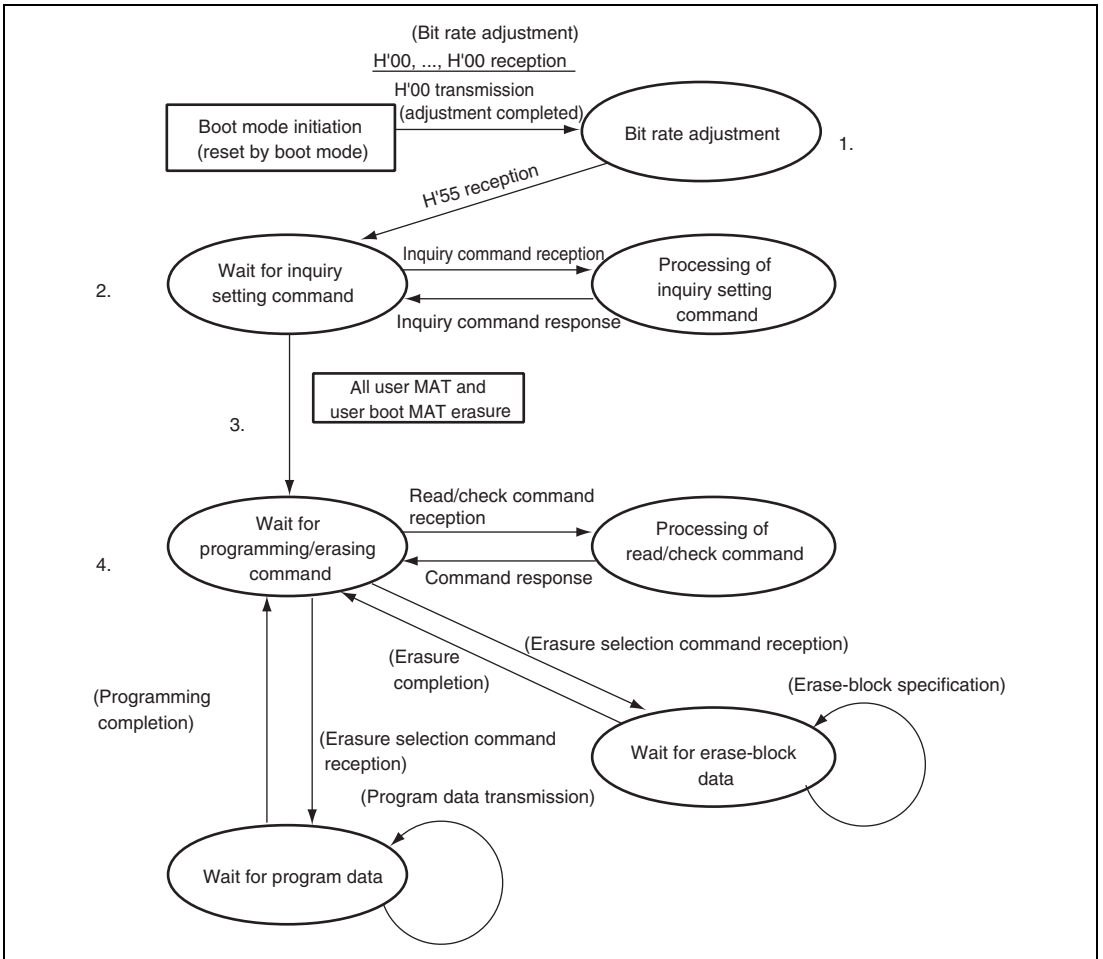 (Bit rate adjustment)
H'00, ..., H'00 reception
H'00 transmission
(adjustment completed)
Boot mode initiation
(reset by boot mode)
Bit rate adjustment
1.
H'55 reception
2.
Wait for inquiry
setting command
Inquiry command reception
Inquiry command response
Processing of
inquiry setting
command
3.
All user MAT and
user boot MAT erasure
4.
Wait for
programming/erasing
command
Read/check command
reception
Command response
Processing of
read/check command
(Erasure selection command reception)
(Erasure
completion)
(Erase-block specification)
(Programming
completion)
(Erasure selection command
reception)
Wait for erase-block
data
(Program data transmission)
Wait for program data